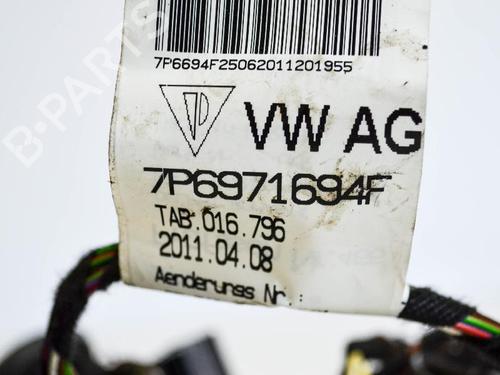 7P6694F25062011201955
VW AG
7P6971694F
TAB.016.796
2011.04.08
Aenderungs Nr.:
B-PARTS